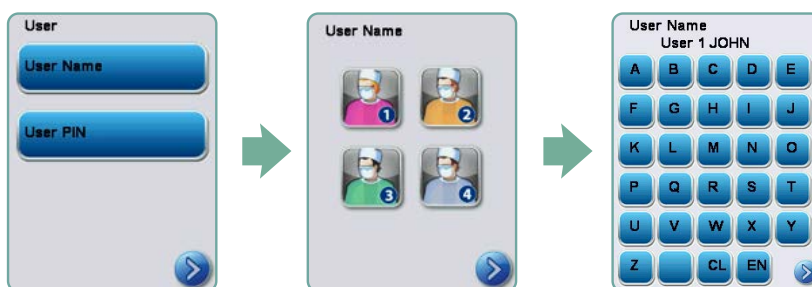 User
User Name
User PIN
User Name
1
2
3
4
User Name
User 1 JOHN
A B C D E
F G H I J
K L M N O
P Q R S T
U V W X Y
Z CL EN